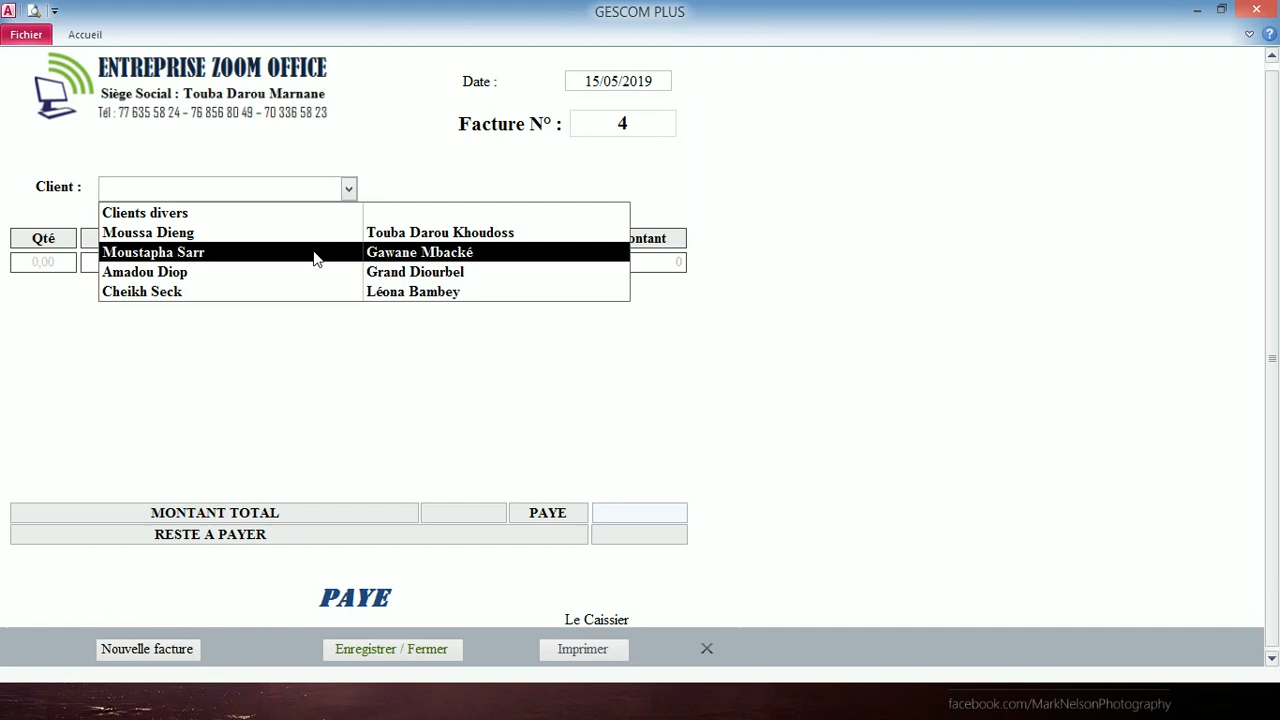 GESCOM PLUS
Fichier Accueil
ENTREPRISE ZOOM OFFICE
Siège Social : Touba Darou Marnane
Tél : 77 635 58 24 – 76 856 80 49 – 70 336 58 23
Date : 15/05/2019
Facture N° : 4
Client :
Clients divers
Moussa Dieng Touba Darou Khoudoss
Moustapha Sarr Gawane Mbacké
Amadou Diop Grand Diourbel
Cheikh Seck Léona Bambey
Qté ontant
0,00 0
MONTANT TOTAL PAYE
RESTE A PAYER
PAYE
Le Caissier
Nouvelle facture Enregistrer / Fermer Imprimer
facebook.com/MarkNelsonPhotography